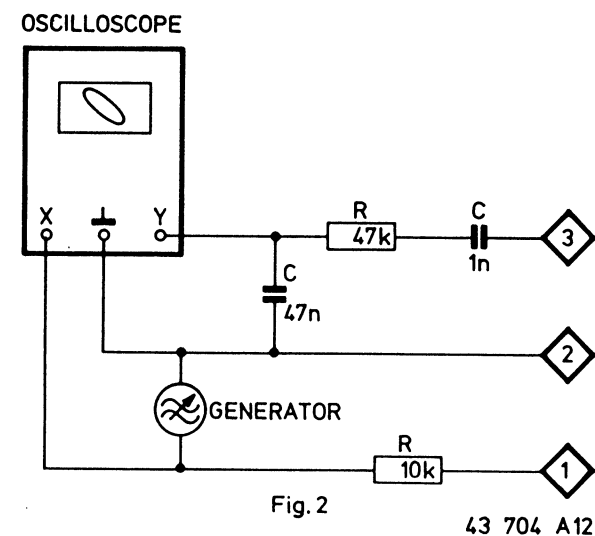 OSCILLOSCOPE
X
Y
R
47k
C
1n
3
C
47n
2
GENERATOR
R
10k
1
Fig. 2
43 704 A12